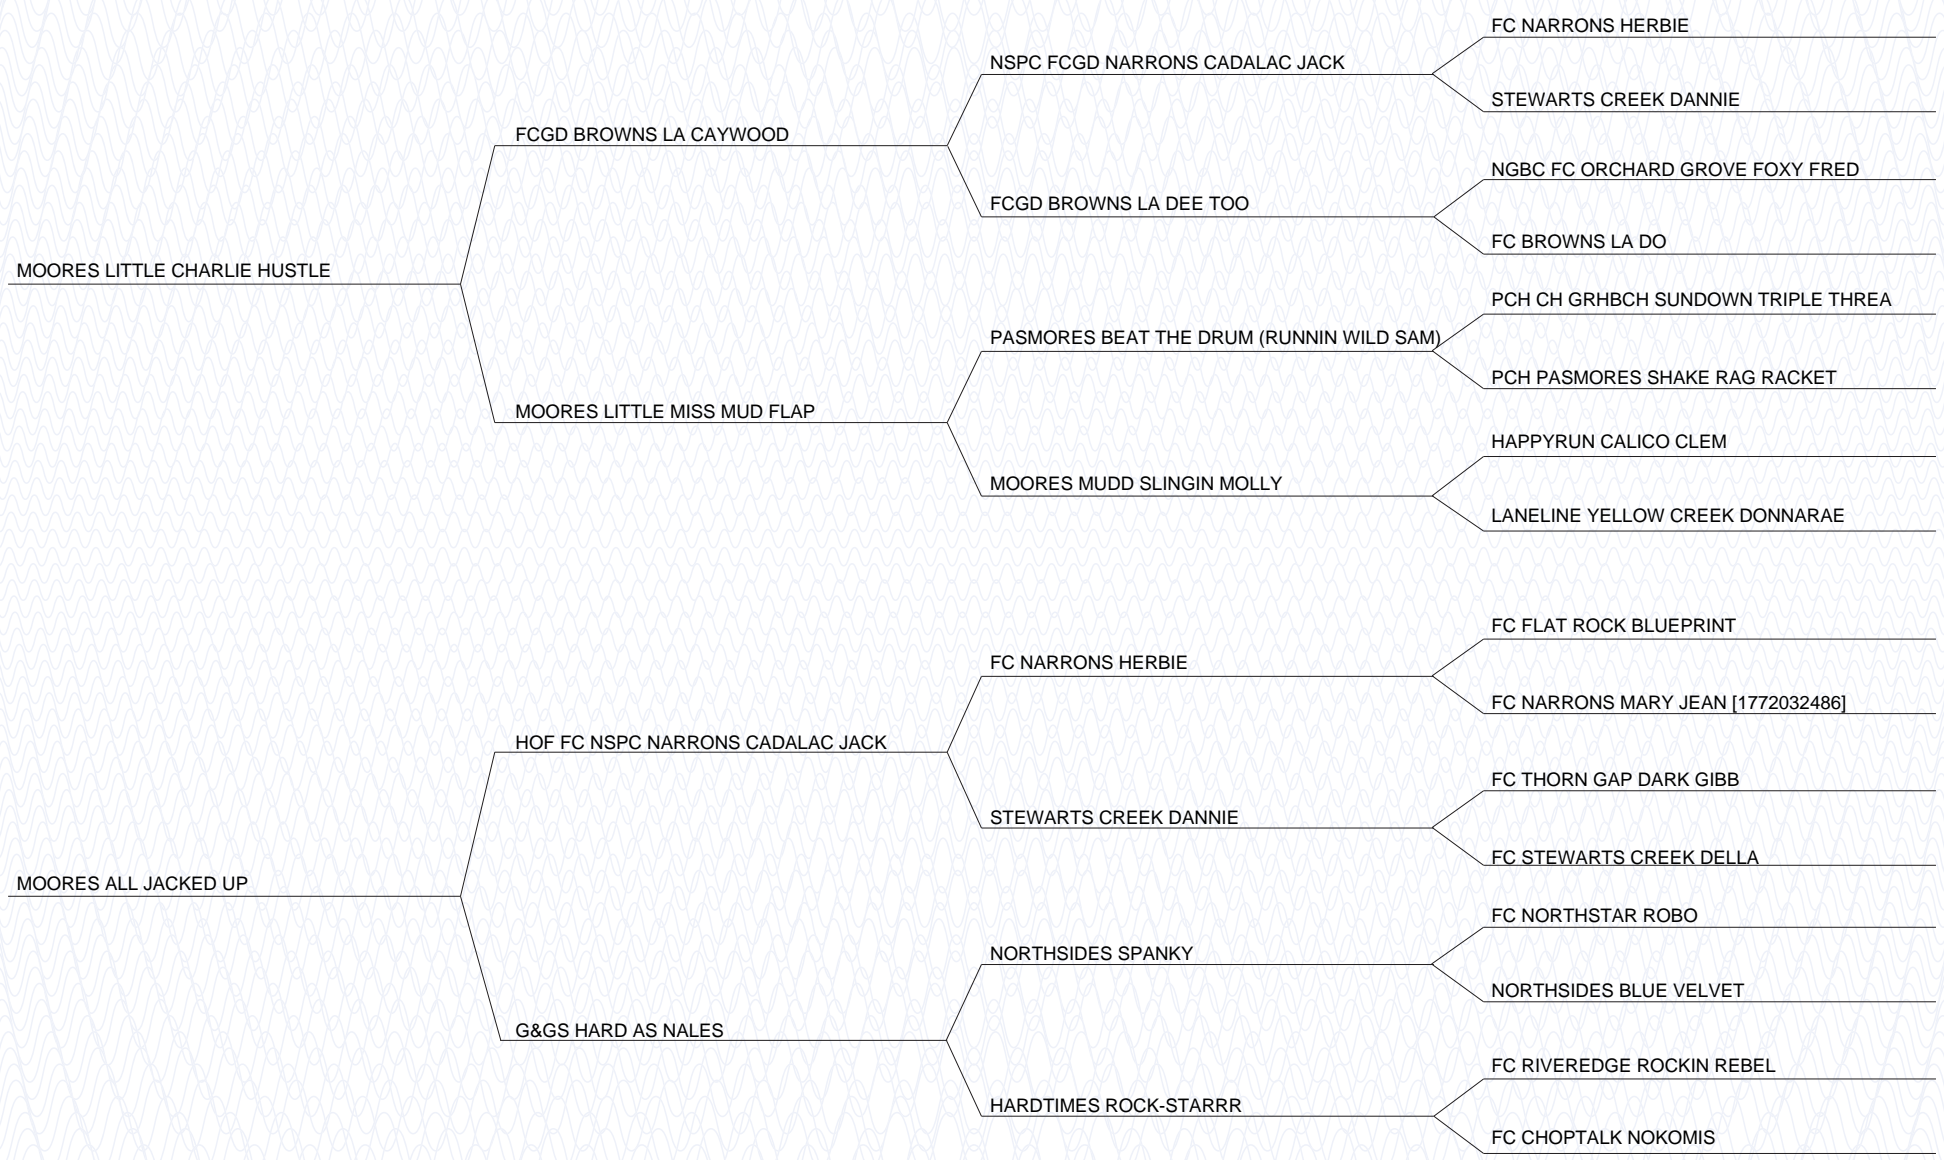 FC NARRONS HERBIE
NSPC FCGD NARRONS CADALAC JACK
STEWARTS CREEK DANNIE
FCGD BROWNS LA CAYWOOD
NGBC FC ORCHARD GROVE FOXY FRED
FCGD BROWNS LA DEE TOO
FC BROWNS LA DO
MOORES LITTLE CHARLIE HUSTLE
PCH CH GRHBCH SUNDOWN TRIPLE THREA
PASMORES BEAT THE DRUM (RUNNIN WILD SAM)
PCH PASMORES SHAKE RAG RACKET
MOORES LITTLE MISS MUD FLAP
HAPPYRUN CALICO CLEM
MOORES MUDD SLINGIN MOLLY
LANELINE YELLOW CREEK DONNARAE
FC FLAT ROCK BLUEPRINT
FC NARRONS HERBIE
FC NARRONS MARY JEAN [1772032486]
HOF FC NSPC NARRONS CADALAC JACK
FC THORN GAP DARK GIBB
STEWARTS CREEK DANNIE
FC STEWARTS CREEK DELLA
MOORES ALL JACKED UP
FC NORTHSTAR ROBO
NORTHSIDES SPANKY
NORTHSIDES BLUE VELVET
G&GS HARD AS NALES
FC RIVEREDGE ROCKIN REBEL
HARDTIMES ROCK-STARRR
FC CHOPTALK NOKOMIS